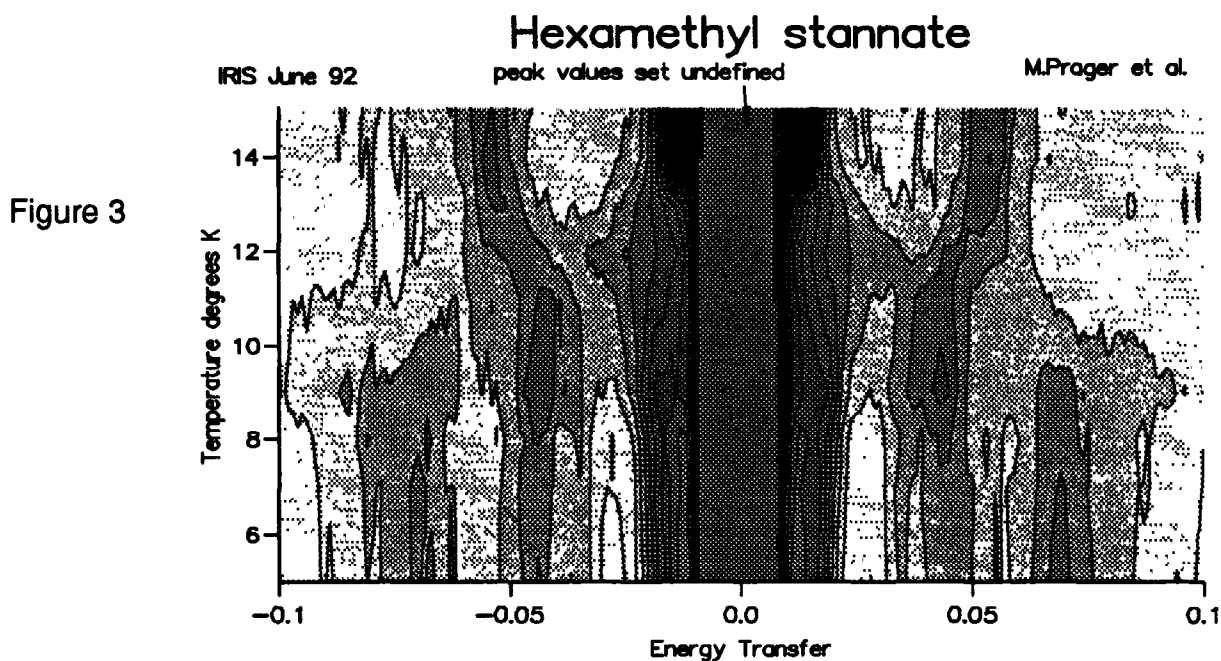 Hexamethyl stannate
IRIS June 92
peak values set undefined
M.Prager et al.
Figure 3
Temperature degrees K
14
12
10
8
6
-0.1
-0.05
0.0
0.05
0.1
Energy Transfer